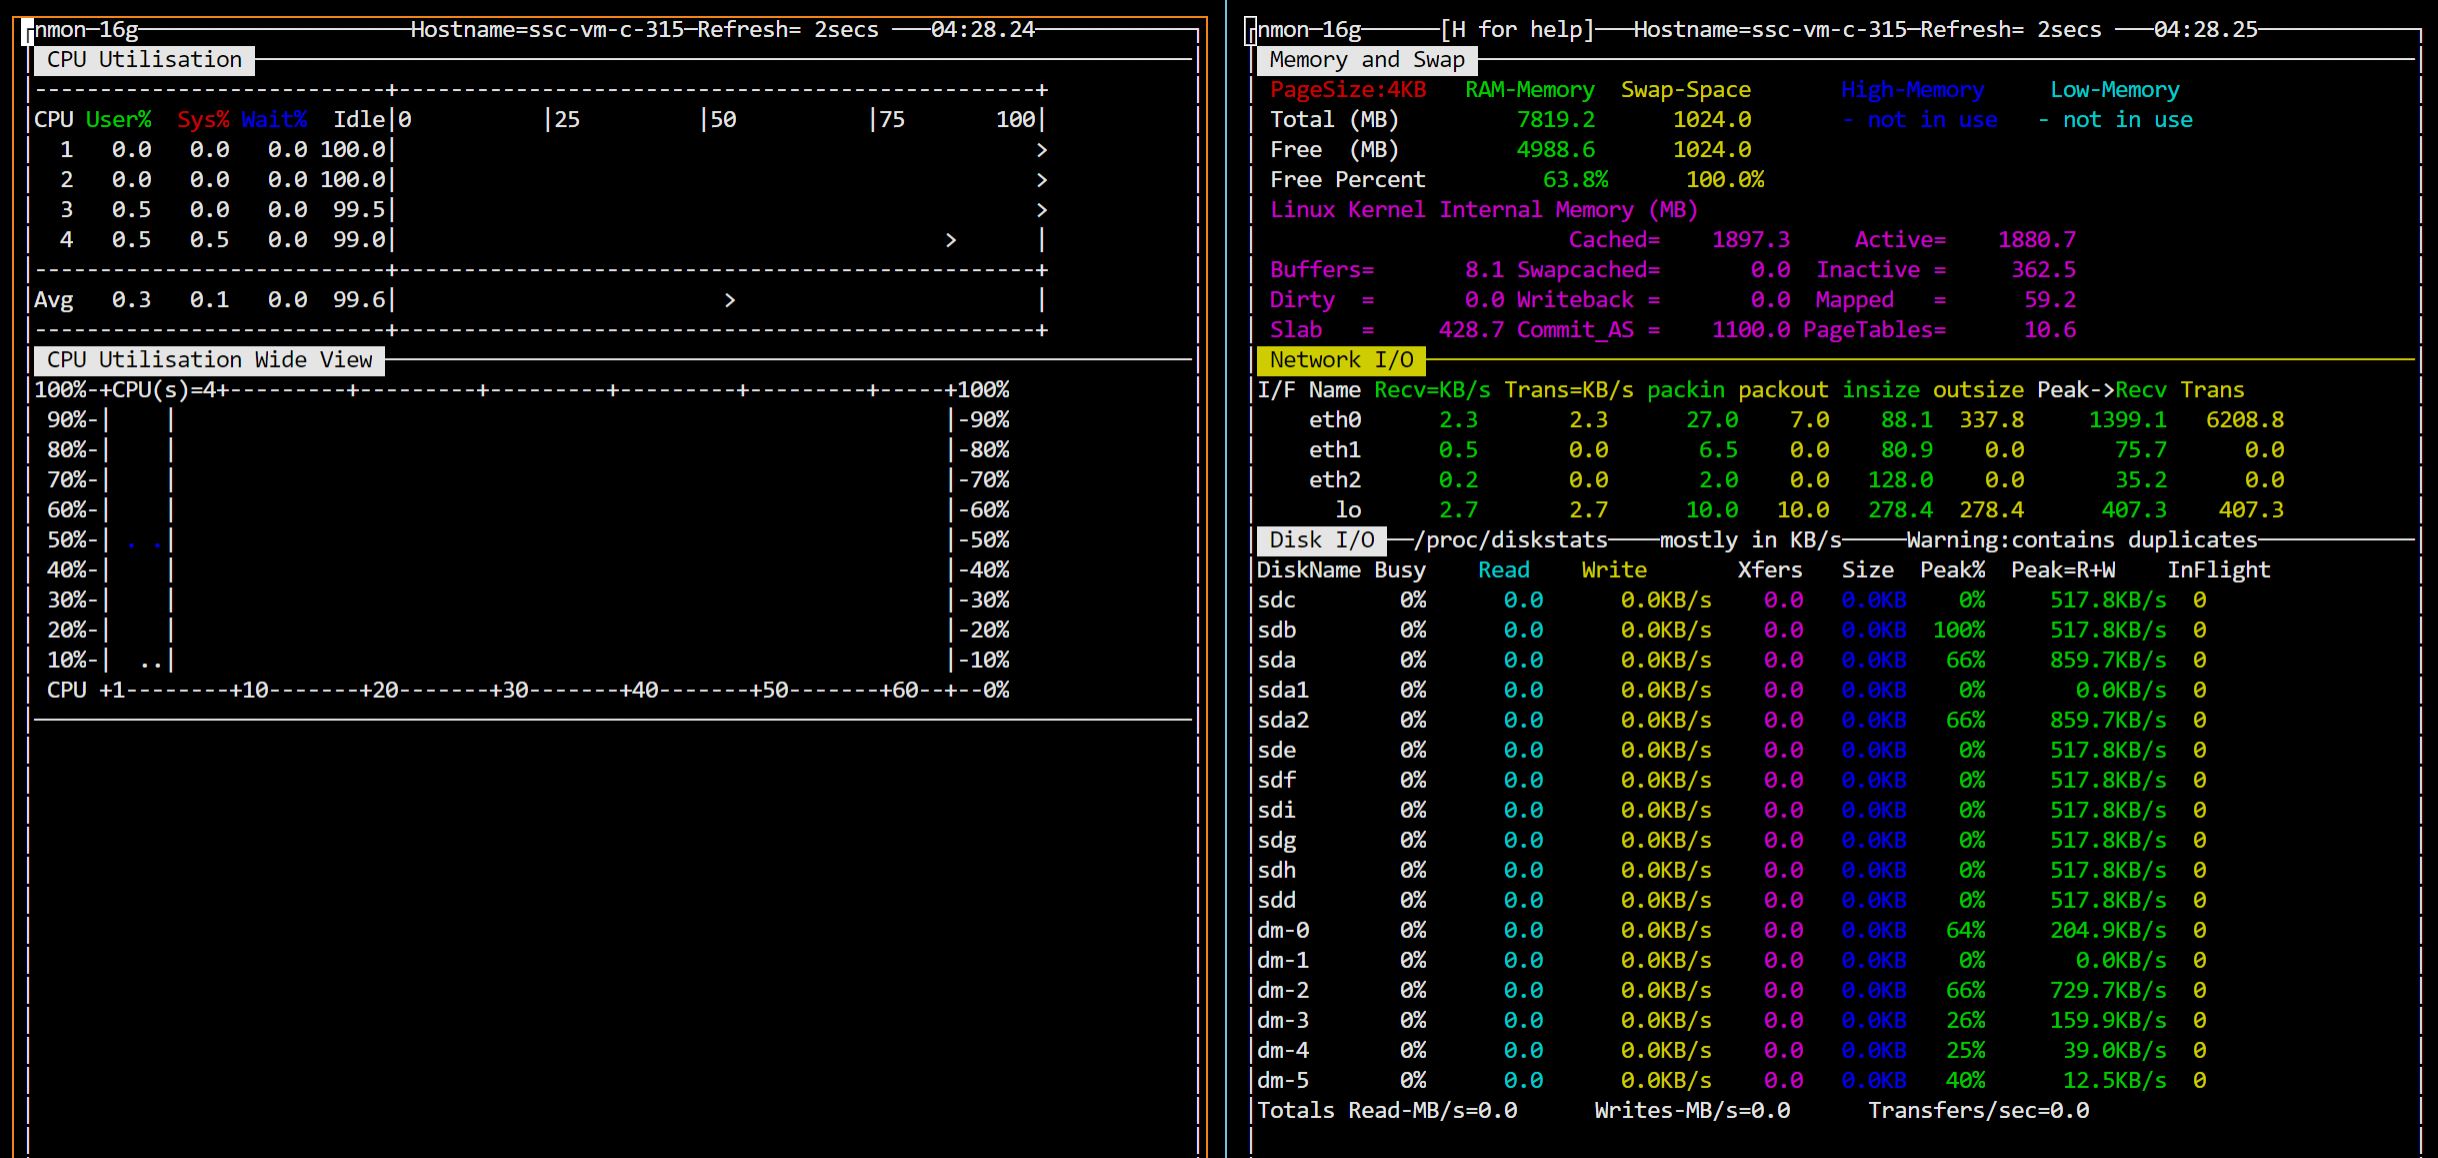 nmon─16g─────────────────────Hostname=ssc-vm-c-315─Refresh= 2secs ───04:28.24────────────
CPU Utilisation
---------------------------+-------------------------------------------------+
CPU User%  Sys% Wait%  Idle|0          |25         |50          |75       100|
1   0.0   0.0   0.0 100.0|                                                 >
2   0.0   0.0   0.0 100.0|                                                 >
3   0.5   0.0   0.0  99.5|                                                 >
4   0.5   0.5   0.0  99.0|                                          >      |
---------------------------+-------------------------------------------------+
Avg   0.3   0.1   0.0  99.6|                         >                       |
---------------------------+-------------------------------------------------+
CPU Utilisation Wide View
100%-+CPU(s)=4+---------+---------+---------+---------+---------+-----+100%
90%-|    |                                                           |-90%
80%-|    |                                                           |-80%
70%-|    |                                                           |-70%
60%-|    |                                                           |-60%
50%-| . .|                                                           |-50%
40%-|    |                                                           |-40%
30%-|    |                                                           |-30%
20%-|    |                                                           |-20%
10%-|  ..|                                                           |-10%
CPU +1--------+10-------+20-------+30-------+40-------+50-------+60--+--0%
nmon─16g──────[H for help]───Hostname=ssc-vm-c-315─Refresh= 2secs ───04:28.25────────────
Memory and Swap
PageSize:4KB   RAM-Memory  Swap-Space       High-Memory     Low-Memory
Total (MB)         7819.2      1024.0       - not in use   - not in use
Free  (MB)         4988.6      1024.0
Free Percent         63.8%      100.0%
Linux Kernel Internal Memory (MB)
Cached=    1897.3     Active=    1880.7
Buffers=       8.1 Swapcached=       0.0  Inactive =     362.5
Dirty  =       0.0 Writeback =       0.0  Mapped   =      59.2
Slab   =     428.7 Commit_AS =    1100.0 PageTables=      10.6
Network I/O
I/F Name Recv=KB/s Trans=KB/s packin packout insize outsize Peak->Recv Trans
eth0      2.3       2.3      27.0    7.0    88.1  337.8     1399.1   6208.8
eth1      0.5       0.0       6.5    0.0    80.9    0.0       75.7      0.0
eth2      0.2       0.0       2.0    0.0   128.0    0.0       35.2      0.0
lo      2.7       2.7      10.0   10.0   278.4  278.4      407.3    407.3
Disk I/O ──/proc/diskstats────mostly in KB/s─────Warning:contains duplicates────────────
DiskName Busy    Read    Write       Xfers   Size  Peak%  Peak=R+W    InFlight
sdc        0%      0.0      0.0KB/s    0.0   0.0KB    0%     517.8KB/s  0
sdb        0%      0.0      0.0KB/s    0.0   0.0KB  100%     517.8KB/s  0
sda        0%      0.0      0.0KB/s    0.0   0.0KB   66%     859.7KB/s  0
sda1       0%      0.0      0.0KB/s    0.0   0.0KB    0%       0.0KB/s  0
sda2       0%      0.0      0.0KB/s    0.0   0.0KB   66%     859.7KB/s  0
sde        0%      0.0      0.0KB/s    0.0   0.0KB    0%     517.8KB/s  0
sdf        0%      0.0      0.0KB/s    0.0   0.0KB    0%     517.8KB/s  0
sdi        0%      0.0      0.0KB/s    0.0   0.0KB    0%     517.8KB/s  0
sdg        0%      0.0      0.0KB/s    0.0   0.0KB    0%     517.8KB/s  0
sdh        0%      0.0      0.0KB/s    0.0   0.0KB    0%     517.8KB/s  0
sdd        0%      0.0      0.0KB/s    0.0   0.0KB    0%     517.8KB/s  0
dm-0       0%      0.0      0.0KB/s    0.0   0.0KB   64%     204.9KB/s  0
dm-1       0%      0.0      0.0KB/s    0.0   0.0KB    0%       0.0KB/s  0
dm-2       0%      0.0      0.0KB/s    0.0   0.0KB   66%     729.7KB/s  0
dm-3       0%      0.0      0.0KB/s    0.0   0.0KB   26%     159.9KB/s  0
dm-4       0%      0.0      0.0KB/s    0.0   0.0KB   25%      39.0KB/s  0
dm-5       0%      0.0      0.0KB/s    0.0   0.0KB   40%      12.5KB/s  0
Totals Read-MB/s=0.0      Writes-MB/s=0.0      Transfers/sec=0.0